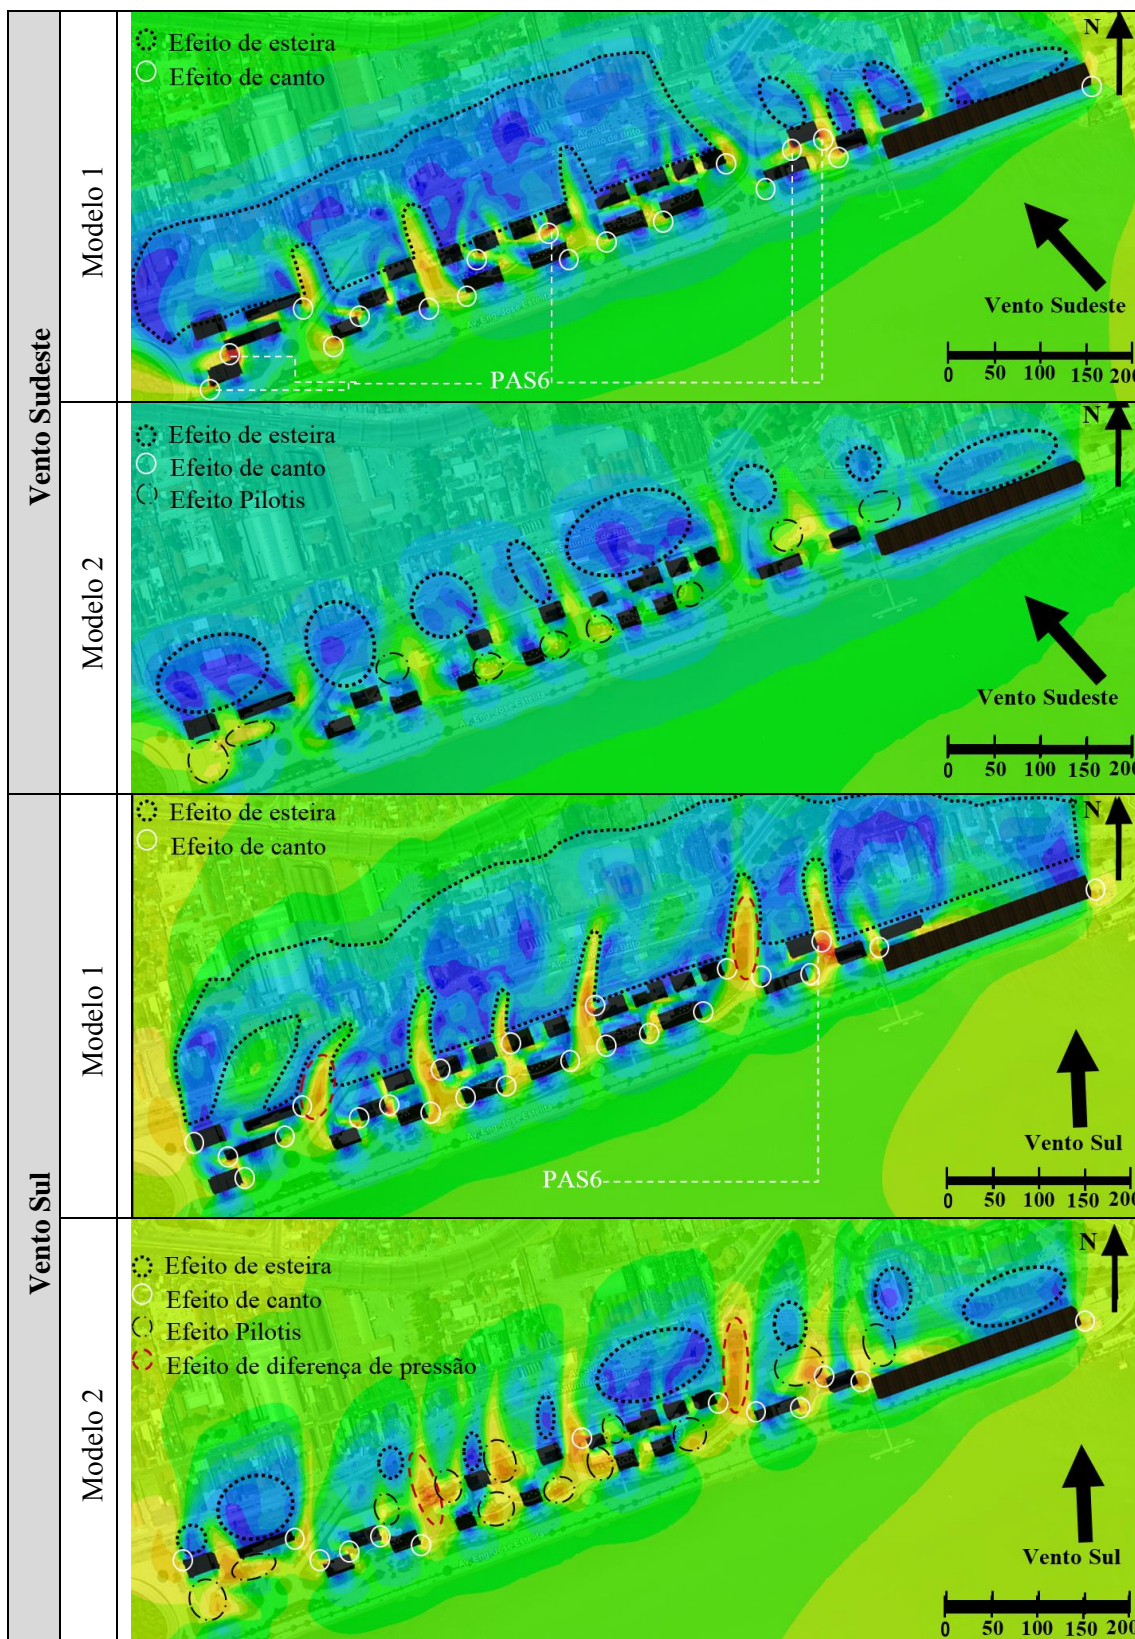 Vento Sudeste
Modelo 1
Efeito de esteira
Efeito de canto
N
Vento Sudeste
0 50 100 150 200
PAS6
Modelo 2
Efeito de esteira
Efeito de canto
Efeito Pilotis
N
Vento Sudeste
0 50 100 150 200
Vento Sul
Modelo 1
Efeito de esteira
Efeito de canto
N
Vento Sul
0 50 100 150 200
PAS6
Modelo 2
Efeito de esteira
Efeito de canto
Efeito Pilotis
Efeito de diferença de pressão
N
Vento Sul
0 50 100 150 200